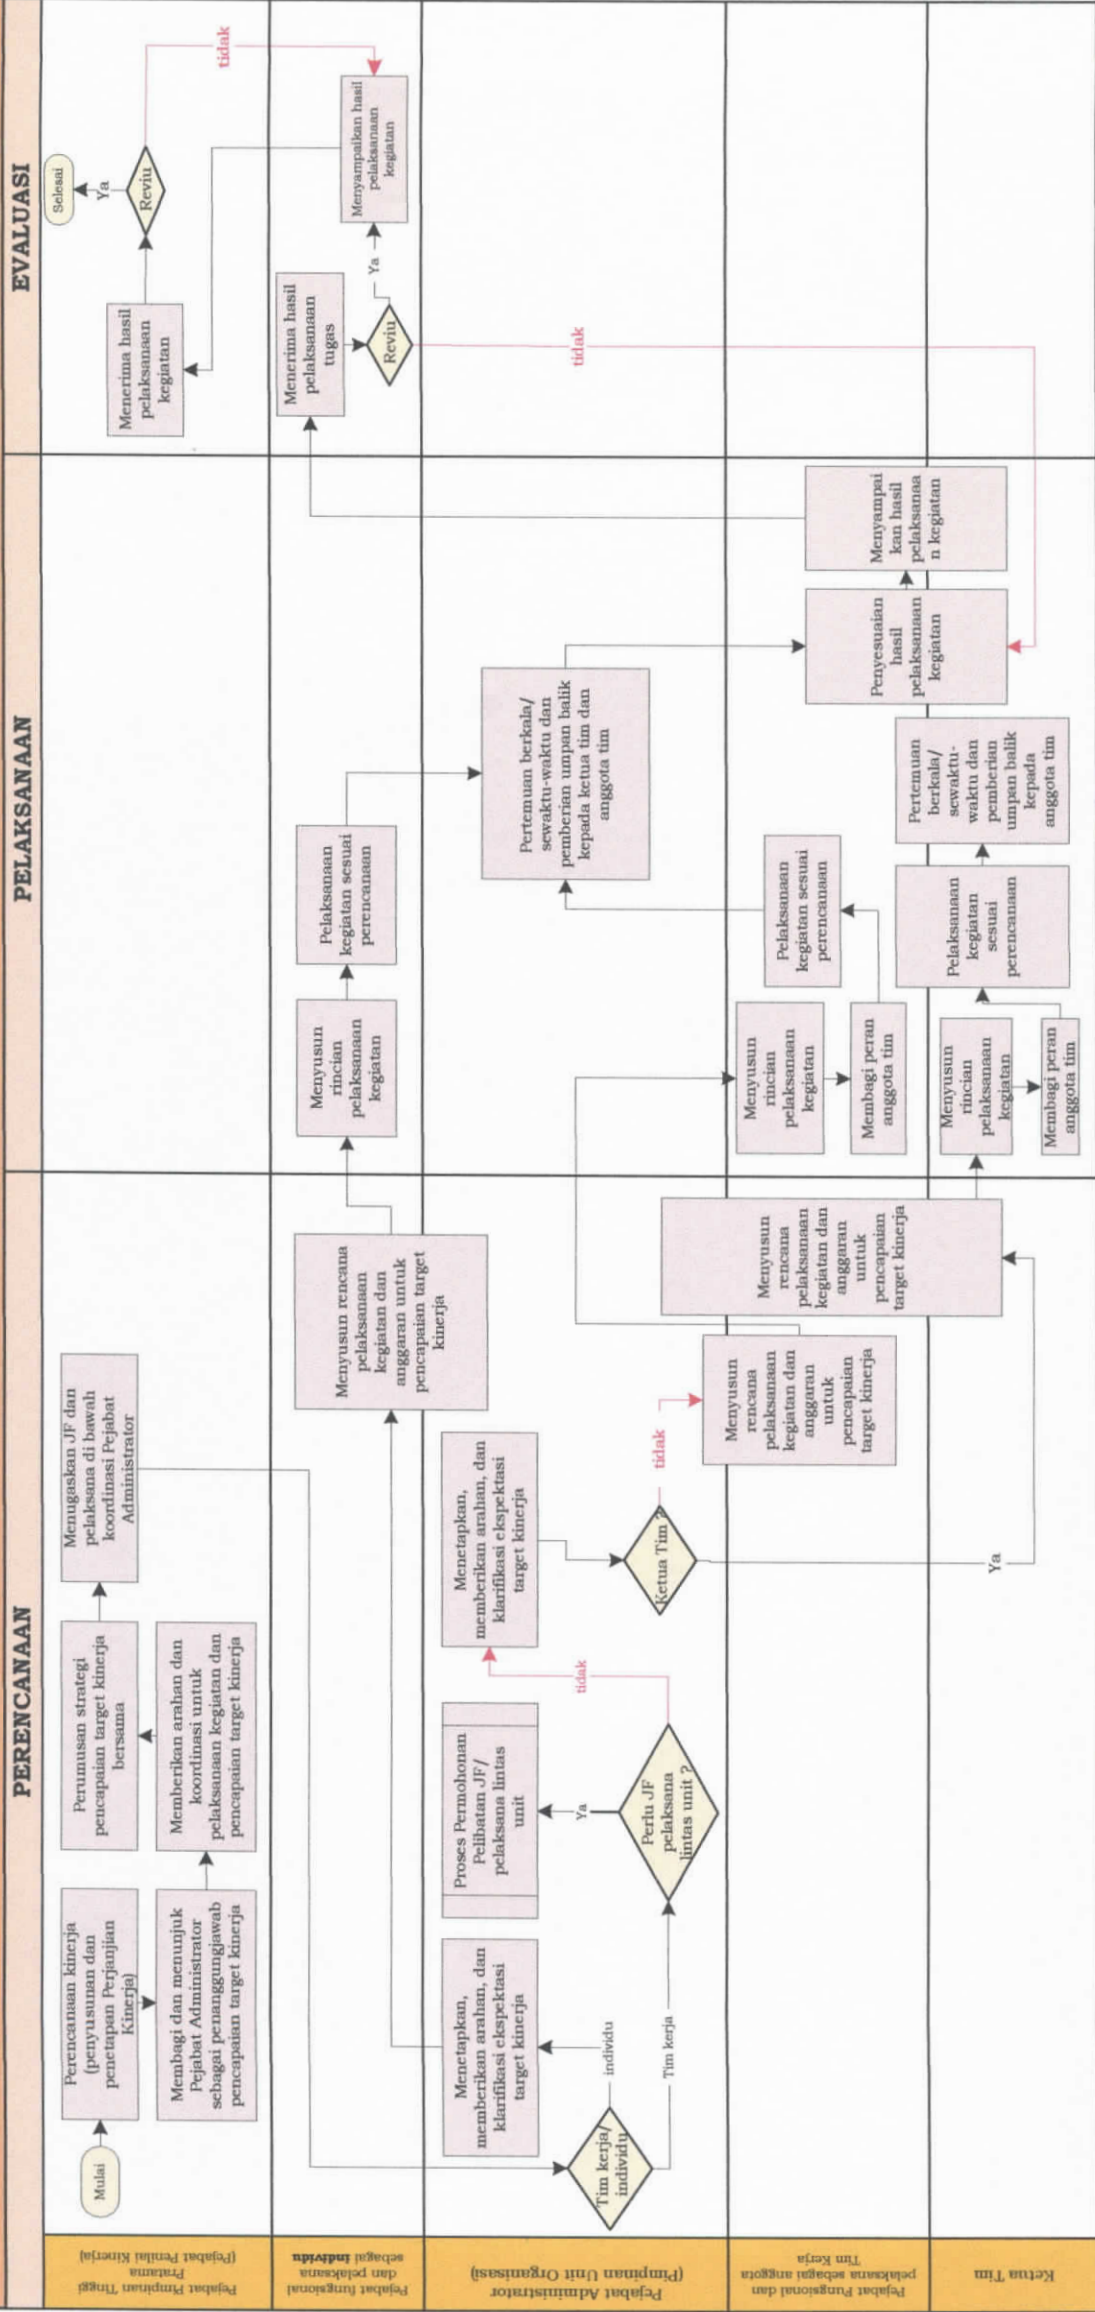 PERENCANAAN
PELAKSANAAN
EVALUASI
Pejabat Pimpinan Tinggi
Pratama
(Pejabat Penilai Kinerja)
Mulai
Perencanaan kinerja
(penyusunan dan
penetapan Perjanjian
Kinerja)
Membagi dan menunjuk
Pejabat Administrator
sebagai penanggungjawab
pencapaian target kinerja
Memberikan arahan dan
koordinasi untuk
pelaksanaan kegiatan dan
pencapaian target kinerja
Perumusan strategi
pencapaian target kinerja
bersama
Menugaskan JF dan
pelaksana di bawah
koordinasi Pejabat
Administrator
Menerima hasil
pelaksanaan
kegiatan
Reviu
Ya
Selesai
tidak
Pejabat fungsional
dan pelaksana
sebagai individu
Menyusun rencana
pelaksanaan
kegiatan dan
anggaran untuk
pencapaian target
kinerja
Menyusun
rincian
pelaksanaan
kegiatan
Pelaksanaan
kegiatan sesuai
perencanaan
Menerima hasil
pelaksanaan
tugas
Reviu
Ya
Menyampaikan hasil
pelaksanaan
kegiatan
Pejabat Administrator
(Pimpinan Unit Organisasi)
Tim kerja/
individu
individu
Tim kerja
Menetapkan,
memberikan arahan, dan
klarifikasi ekspektasi
target kinerja
Proses Permohonan
Pelibatan JF/
pelaksana lintas
unit
Ya
Perlu JF
pelaksana
lintas unit ?
tidak
Menetapkan,
memberikan arahan, dan
klarifikasi ekspektasi
target kinerja
Ketua Tim ?
tidak
Ya
Pertemuan berkala/
sewaktu-waktu dan
pemberian umpan balik
kepada ketua tim dan
anggota tim
tidak
Pejabat Fungsional dan
pelaksana sebagai anggota
Tim Kerja
Menyusun
rencana
pelaksanaan
kegiatan dan
anggaran
untuk
pencapaian
target kinerja
Menyusun
rencana
pelaksanaan
kegiatan dan
anggaran
untuk
pencapaian
target kinerja
Menyusun
rincian
pelaksanaan
kegiatan
Membagi peran
anggota tim
Pelaksanaan
kegiatan sesuai
perencanaan
Penyesuaian
hasil
pelaksanaan
kegiatan
Menyampai
kan hasil
pelaksanaa
n kegiatan
Ketua Tim
Menyusun
rincian
pelaksanaan
kegiatan
Membagi peran
anggota tim
Pelaksanaan
kegiatan
sesuai
perencanaan
Pertemuan
berkala/
sewaktu-
waktu dan
pemberian
umpan balik
kepada
anggota tim